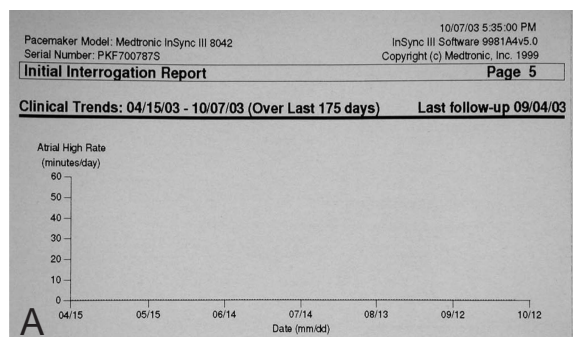 10/07/03 5:35:00 PM
Pacemaker Model: Medtronic InSync III 8042
InSync III Software 9981A4v5.0
Serial Number: PKF700787S
Copyright (c) Medtronic, Inc. 1999
Initial Interrogation Report
Page 5
Clinical Trends: 04/15/03 - 10/07/03 (Over Last 175 days)
Last follow-up 09/04/03
Atrial High Rate
(minutes/day)
60
50
40
30
20
10
0
04/15 05/15 06/14 07/14 08/13 09/12 10/12
Date (mm/dd)
A